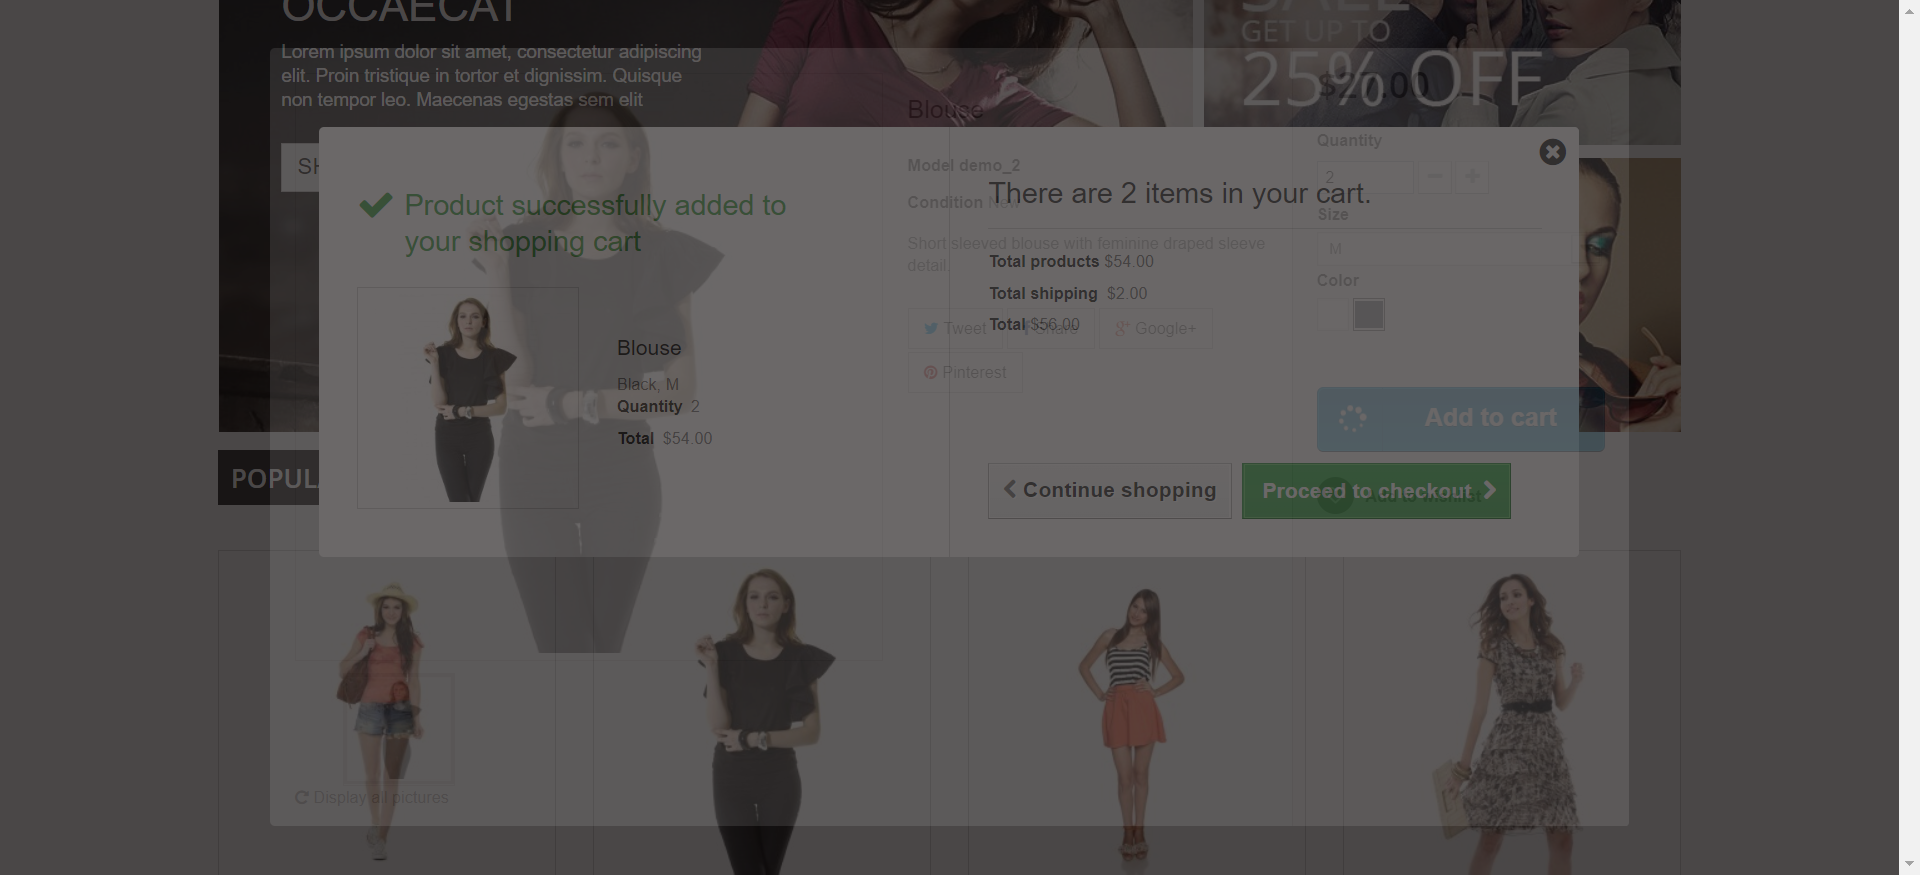 OCCAECAT
Lorem ipsum dolor sit amet, consectetur adipiscing
elit. Proin tristique in tortor et dignissim. Quisque
non tempor leo. Maecenas egestas sem elit
SALE
GET UP TO
25% OFF
$27.00
Blouse
Model demo_2
Condition New
Short sleeved blouse with feminine draped sleeve
detail.
Tweet
Share
Google+
Pinterest
Quantity
2
Size
M
Color
Add to cart
Add to wishlist
Product successfully added to
your shopping cart
Blouse
Black, M
Quantity 2
Total $54.00
There are 2 items in your cart.
Total products $54.00
Total shipping $2.00
Total $56.00
Continue shopping
Proceed to checkout
Display all pictures